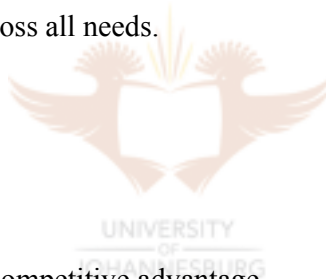 oss all needs.
UNIVERSITY
OF
JOHANNESBURG
ompetitive advantage